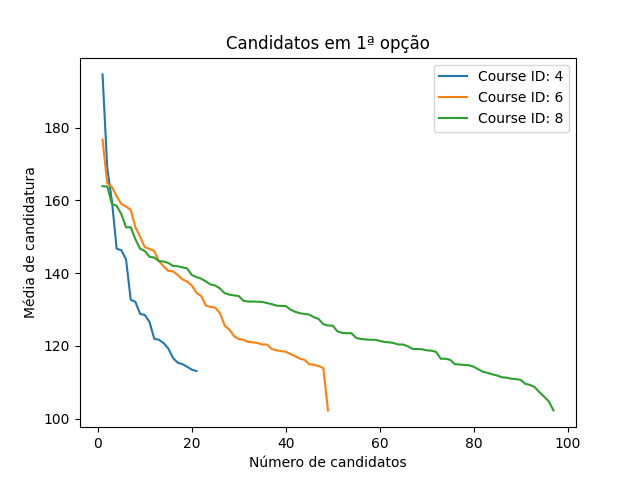 Candidatos em 1ª opção
Course ID: 4
Course ID: 6
Course ID: 8
Média de candidatura
180
160
140
120
100
0 20 40 60 80 100
Número de candidatos